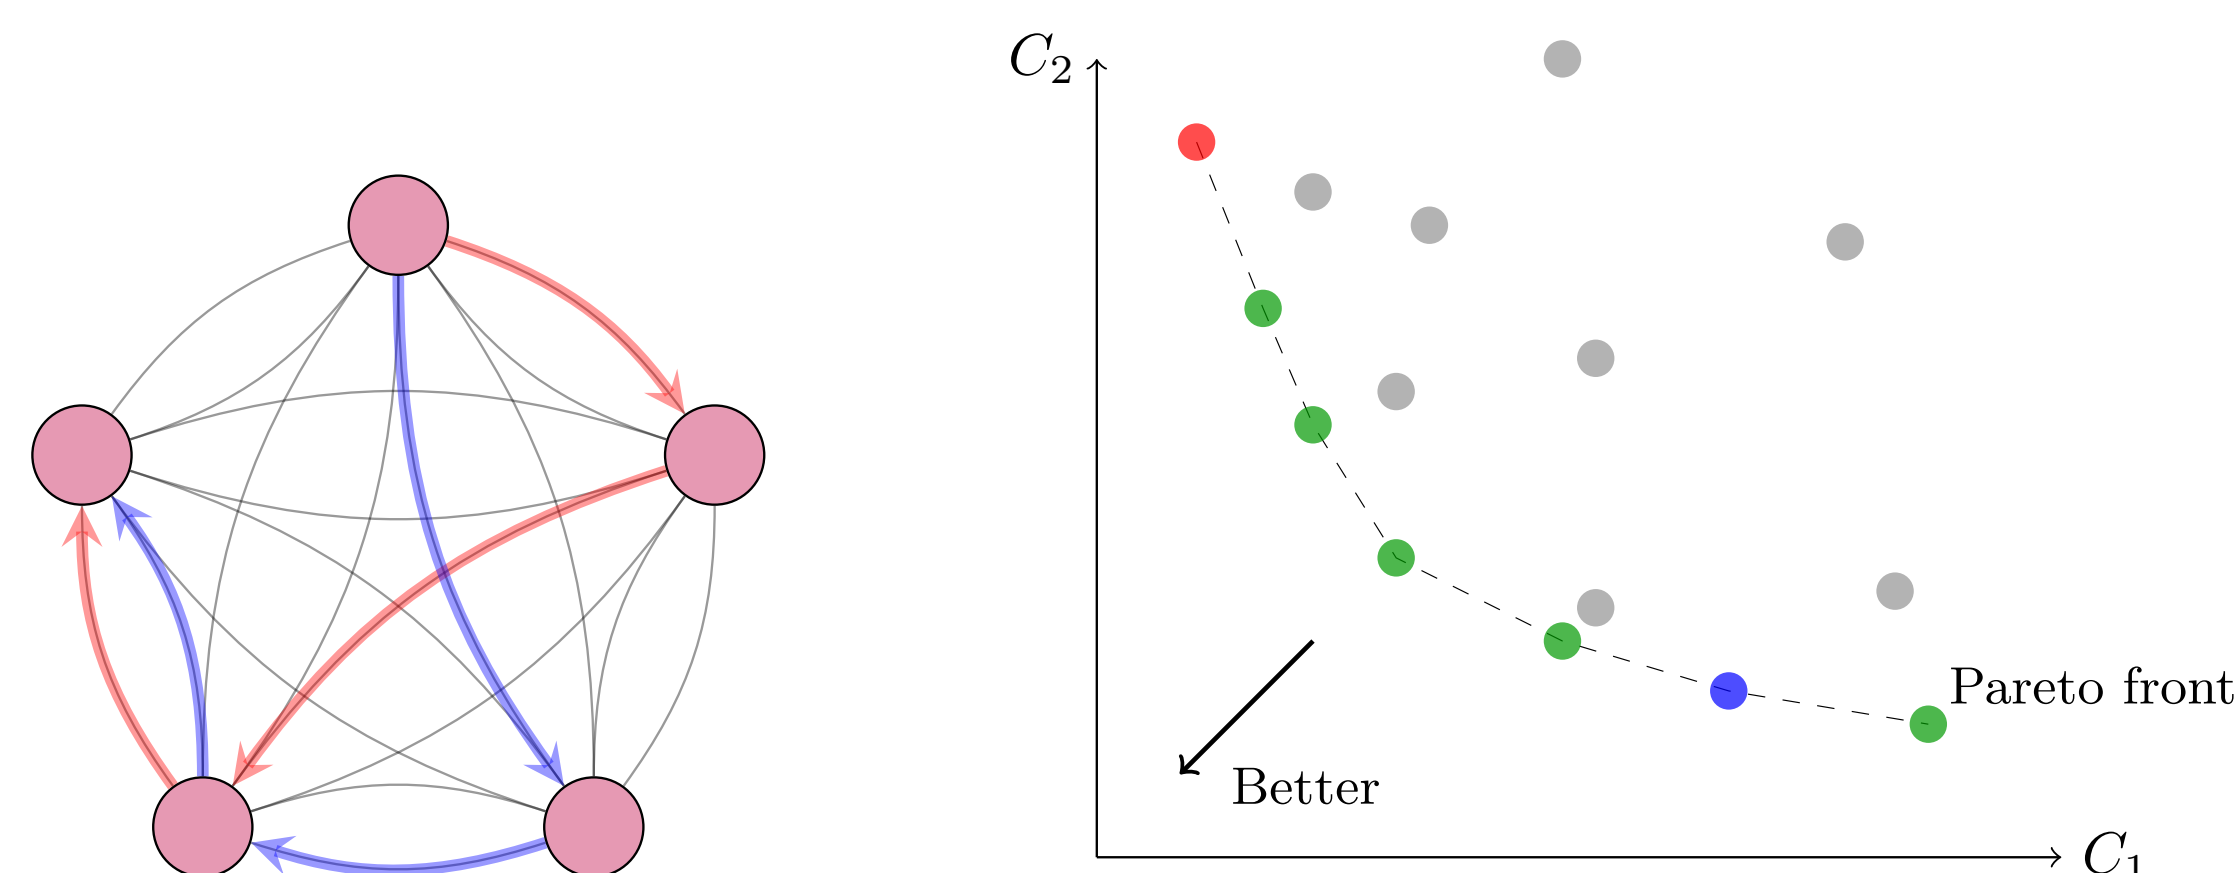 C₂
Pareto front
Better
C₁